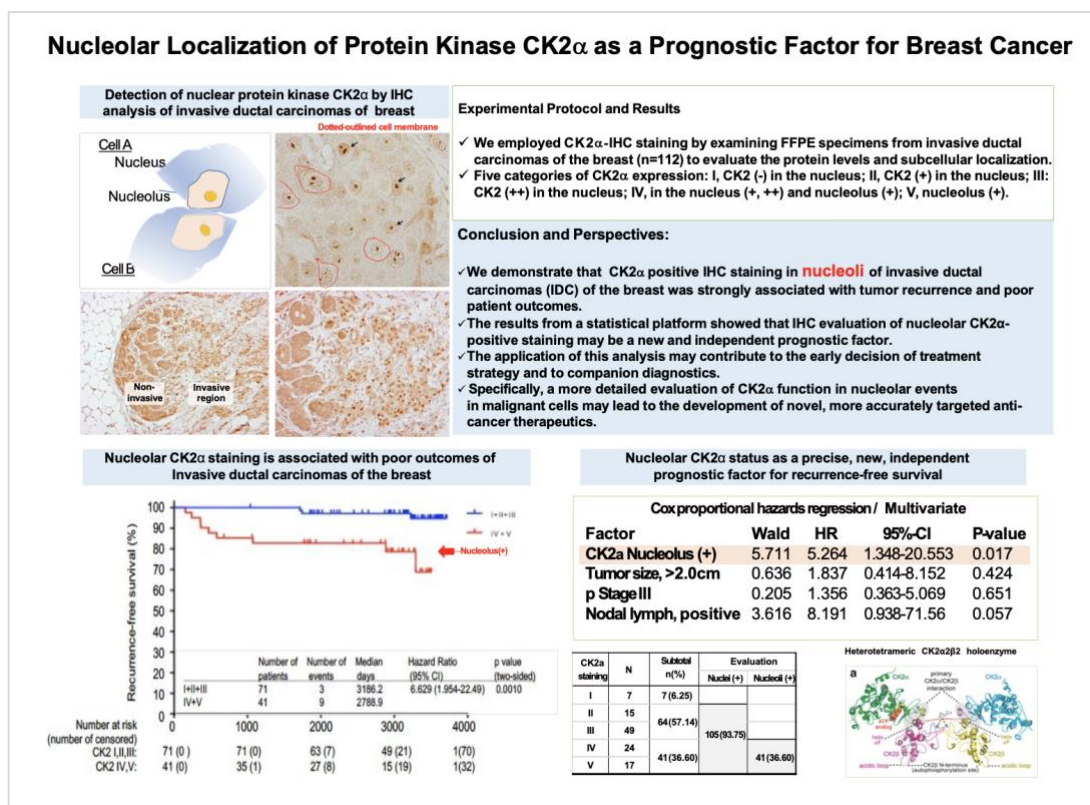 Nucleolar Localization of Protein Kinase CK2α as a Prognostic Factor for Breast Cancer
Detection of nuclear protein kinase CK2α by IHC
analysis of invasive ductal carcinomas of breast
Cell A
Nucleus
Nucleolus
Cell B
Dotted-outlined cell membrane
Non-
invasive
Invasive
region
Experimental Protocol and Results
✓ We employed CK2α-IHC staining by examining FFPE specimens from invasive ductal
carcinomas of the breast (n=112) to evaluate the protein levels and subcellular localization.
✓ Five categories of CK2α expression: I, CK2 (-) in the nucleus; II, CK2 (+) in the nucleus; III:
CK2 (++) in the nucleus; IV, in the nucleus (+, ++) and nucleolus (+); V, nucleolus (+).
Conclusion and Perspectives:
✓We demonstrate that CK2α positive IHC staining in nucleoli of invasive ductal
carcinomas (IDC) of the breast was strongly associated with tumor recurrence and poor
patient outcomes.
✓The results from a statistical platform showed that IHC evaluation of nucleolar CK2α-
positive staining may be a new and independent prognostic factor.
✓The application of this analysis may contribute to the early decision of treatment
strategy and to companion diagnostics.
✓ Specifically, a more detailed evaluation of CK2α function in nucleolar events
in malignant cells may lead to the development of novel, more accurately targeted anti-
cancer therapeutics.
Nucleolar CK2α staining is associated with poor outcomes of
Invasive ductal carcinomas of the breast
Recurrence-free survival (%)
100
90
80
70
60
50
40
30
20
10
0
I+II+III
IV+V
Nucleolus(+)
Number of patients Number of events Median days Hazard Ratio (95% CI) p value (two-sided)
I+II+III 71 3 3186.2 6.629 (1.954-22.49) 0.0010
IV+V 41 9 2788.9
0 1000 2000 3000 4000
Number at risk
(number of censored)
CK2 I,II,III: 71 (0 ) 71 (0) 63 (7) 49 (21) 1(70)
CK2 IV,V: 41 (0) 35 (1) 27 (8) 15 (19) 1(32)
Nucleolar CK2α status as a precise, new, independent
prognostic factor for recurrence-free survival
Cox proportional hazards regression / Multivariate
Factor Wald HR 95%-CI P-value
CK2a Nucleolus (+) 5.711 5.264 1.348-20.553 0.017
Tumor size, >2.0cm 0.636 1.837 0.414-8.152 0.424
p Stage III 0.205 1.356 0.363-5.069 0.651
Nodal lymph, positive 3.616 8.191 0.938-71.56 0.057
CK2a staining N Subtotal n(%) Evaluation
Nuclei (+) Nucleoli (+)
I 7 7 (6.25)
II 15
64 (57.14)
III 49
105 (93.75)
IV 24
41 (36.60) 41 (36.60)
V 17
Heterotetrameric CK2α2β2 holoenzyme
a
CK2α
primary
CK2α/CK2β
interaction
CK2α
CK2β
CK2β
acidic loop
CK2β N-terminus
(autophosphorylation site)
acidic loop